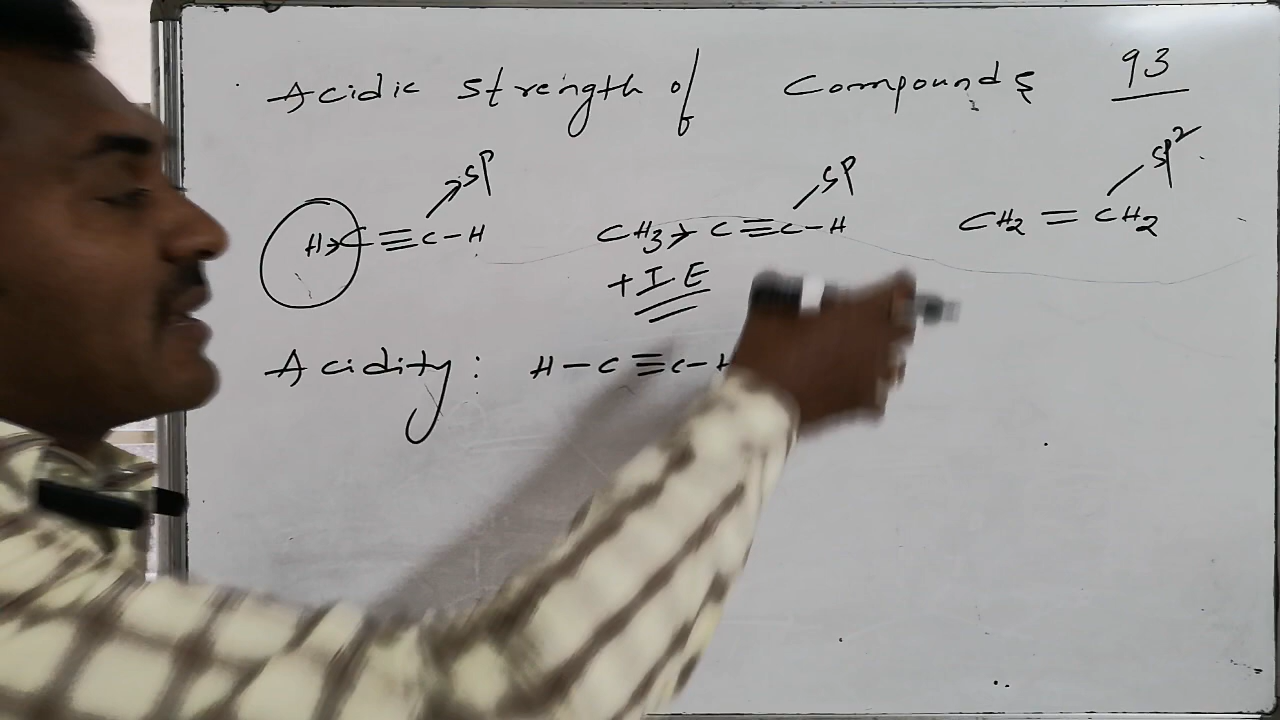 Acidic strength of Compounds 93
sp sp sp²
H→C≡C-H CH₃→C≡C-H CH₂=CH₂
+I E
Acidity: H-C≡C-H